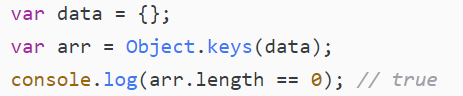 var data = {};
var arr = Object.keys(data);
console.log(arr.length == 0); // true